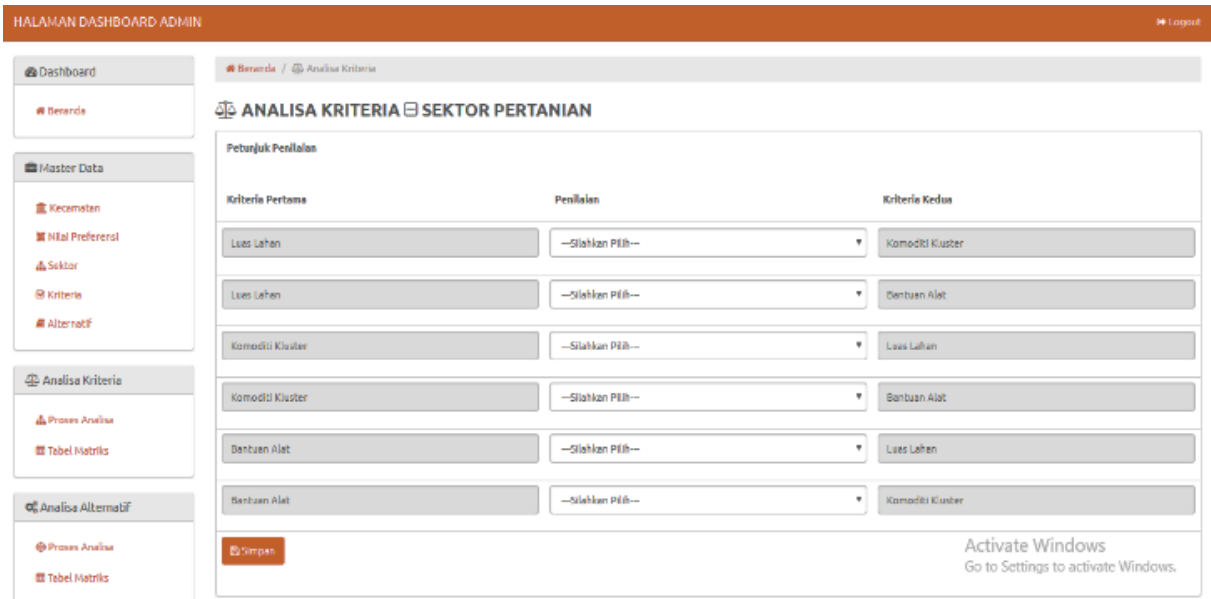 HALAMAN DASHBOARD ADMIN
Logout
Dashboard
Beranda
Master Data
Kecamatan
Nilai Preferensi
Sektor
Kriteria
Alternatif
Analisa Kriteria
Proses Analisa
Tabel Matriks
Analisa Alternatif
Proses Analisa
Tabel Matriks
Beranda / Analisa Kriteria
ANALISA KRITERIA SEKTOR PERTANIAN
Petunjuk Penilaian
Kriteria Pertama Penilaian Kriteria Kedua
Luas Lahan ---Silahkan Pilih--- Komoditi Kluster
Luas Lahan ---Silahkan Pilih--- Bantuan Alat
Komoditi Kluster ---Silahkan Pilih--- Luas Lahan
Komoditi Kluster ---Silahkan Pilih--- Bantuan Alat
Bantuan Alat ---Silahkan Pilih--- Luas Lahan
Bantuan Alat ---Silahkan Pilih--- Komoditi Kluster
Simpan
Activate Windows
Go to Settings to activate Windows.